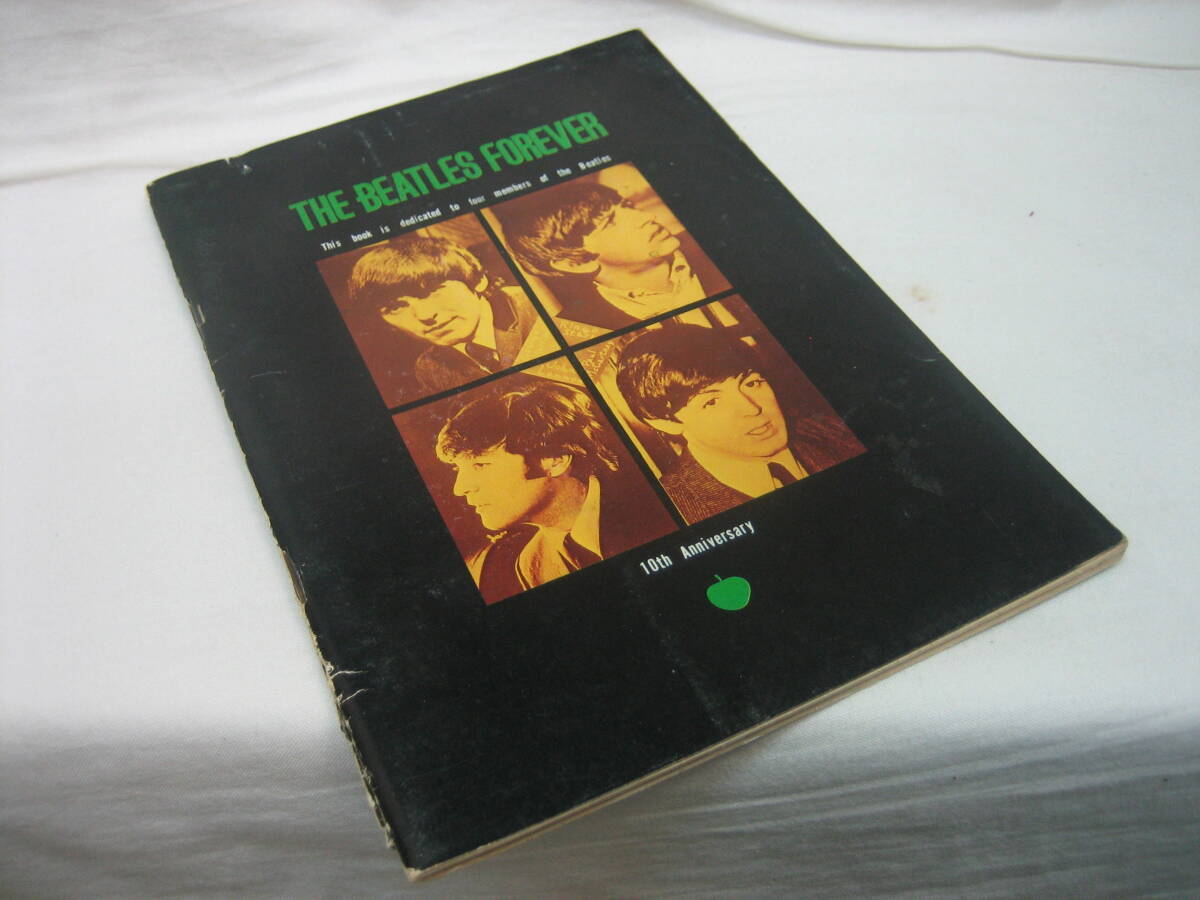 THE BEATLES FOREVER
This book is dedicated to four members of the Beatles
10th Anniversary